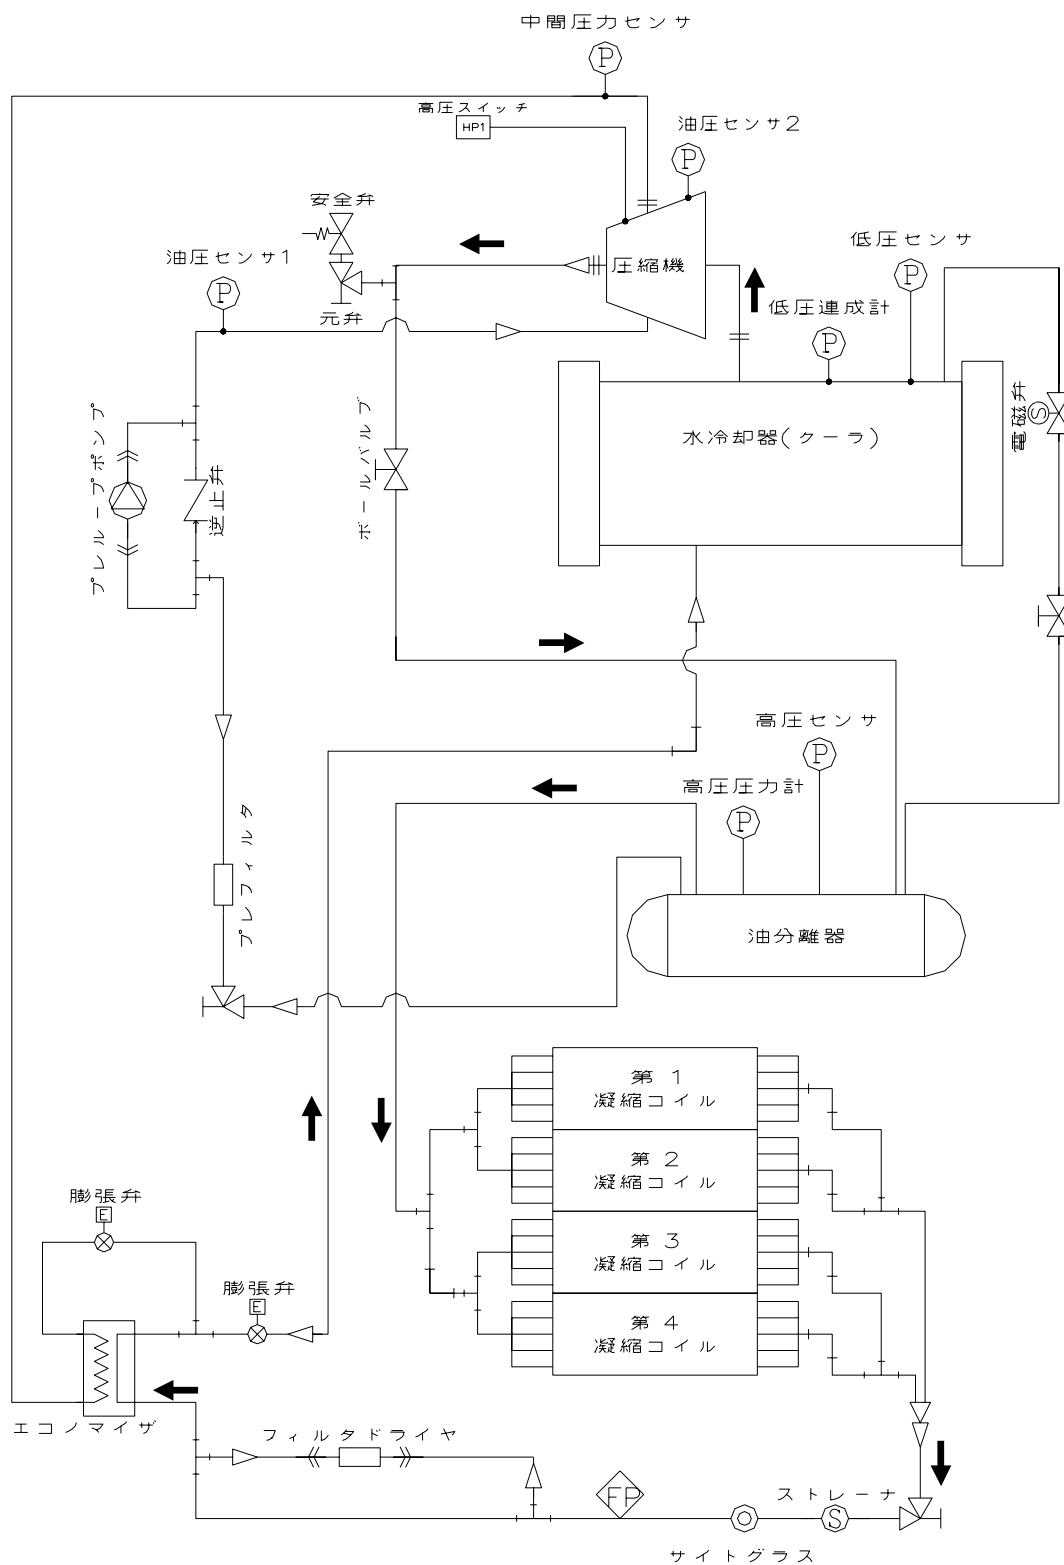 中間圧力センサ
P
高圧スイッチ
HP1
油圧センサ2
P
安全弁
油圧センサ1
P
元弁
圧縮機
低圧センサ
P
低圧連成計
P
水冷却器(クーラ)
電磁弁
S
プレルーブポンプ
逆止弁
ボールバルブ
高圧センサ
P
高圧圧力計
P
プレフィルタ
油分離器
第1
凝縮コイル
第2
凝縮コイル
第3
凝縮コイル
第4
凝縮コイル
膨張弁
E
膨張弁
E
エコノマイザ
フィルタドライヤ
FP
ストレーナ
S
サイトグラス